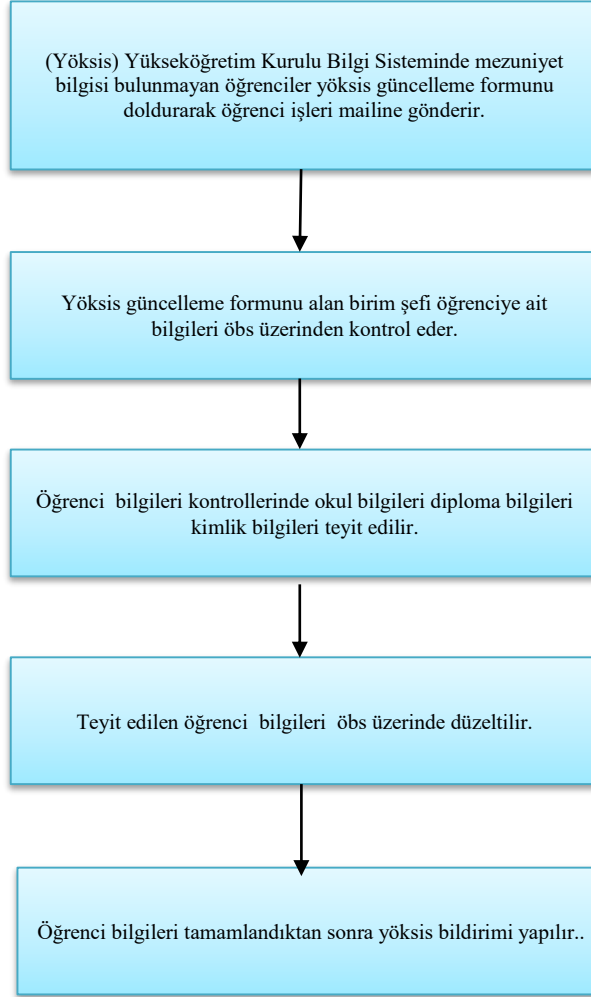 (Yöksis) Yükseköğretim Kurulu Bilgi Sisteminde mezuniyet
bilgisi bulunmayan öğrenciler yöksis güncelleme formunu
doldurarak öğrenci işleri mailine gönderir.
Yöksis güncelleme formunu alan birim şefi öğrenciye ait
bilgileri öbs üzerinden kontrol eder.
Öğrenci  bilgileri kontrollerinde okul bilgileri diploma bilgileri
kimlik bilgileri teyit edilir.
Teyit edilen öğrenci  bilgileri  öbs üzerinde düzeltilir.
Öğrenci bilgileri tamamlandıktan sonra yöksis bildirimi yapılır..